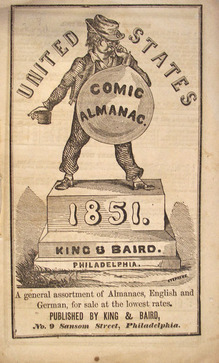 UNITED STATES
COMIC
ALMANAC.
1851.
KING & BAIRD.
PHILADELPHIA.
A general assortment of Almanacs, English and
German, for sale at the lowest rates.
PUBLISHED BY KING & BAIRD,
No. 9 Sansom Street, Philadelphia.